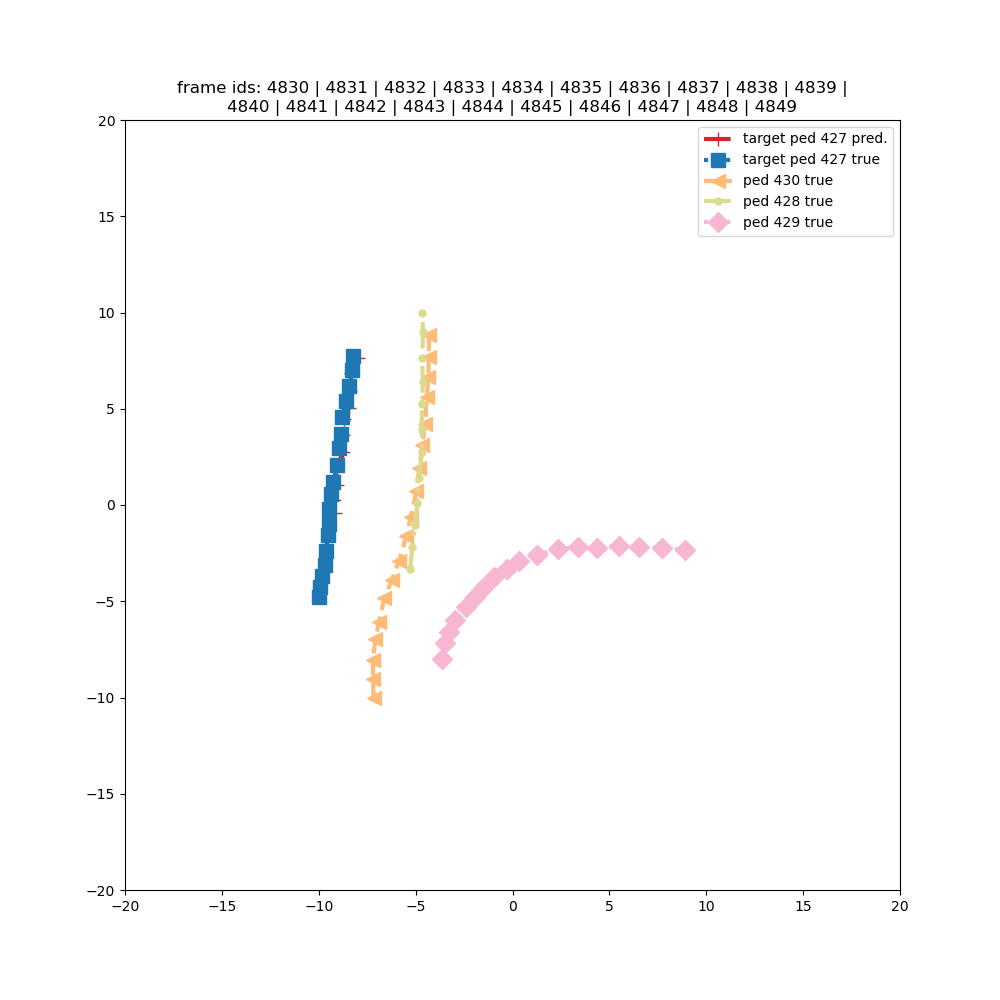 frame ids: 4830 | 4831 | 4832 | 4833 | 4834 | 4835 | 4836 | 4837 | 4838 | 4839 |
4840 | 4841 | 4842 | 4843 | 4844 | 4845 | 4846 | 4847 | 4848 | 4849
target ped 427 pred.
target ped 427 true
ped 430 true
ped 428 true
ped 429 true
20
15
10
5
0
−5
−10
−15
−20
−20 −15 −10 −5 0 5 10 15 20